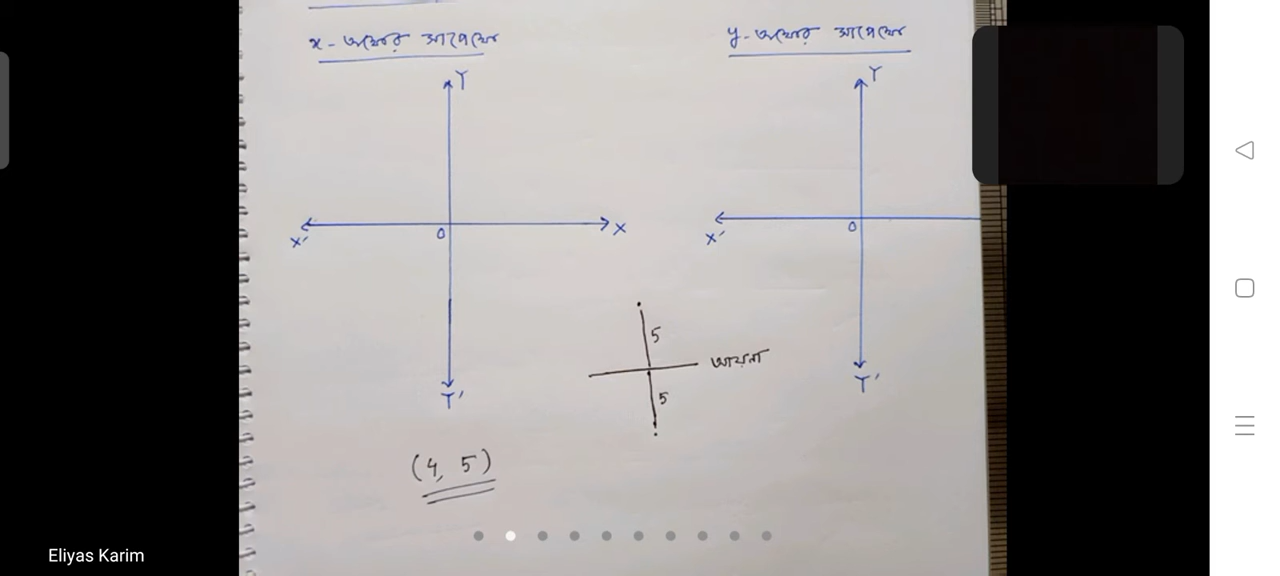 x - অক্ষের সাপেক্ষে
y - অক্ষের সাপেক্ষে
Y
X'
O
X
Y'
Y
X'
O
Y'
5
আয়না
5
(4, 5)
Eliyas Karim